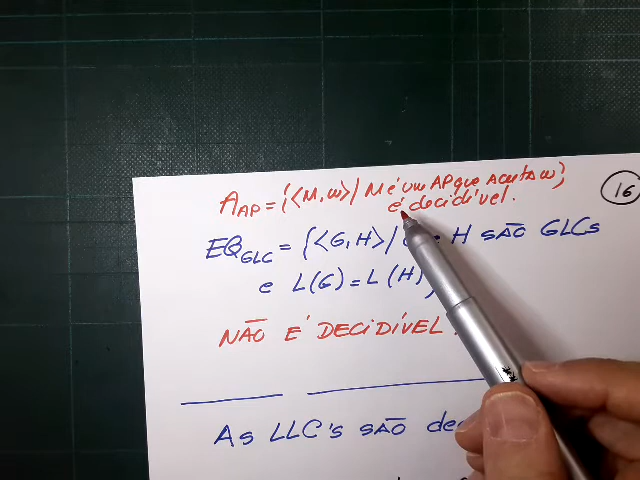 A_AP = {<M, w> | M é um AP que aceita w}
é decidível.
16
EQ_GLC = {<G, H> | G e H SÃO GLCs
e L(G) = L(H)
NÃO É DECIDÍVEL
As LLC's SÃO